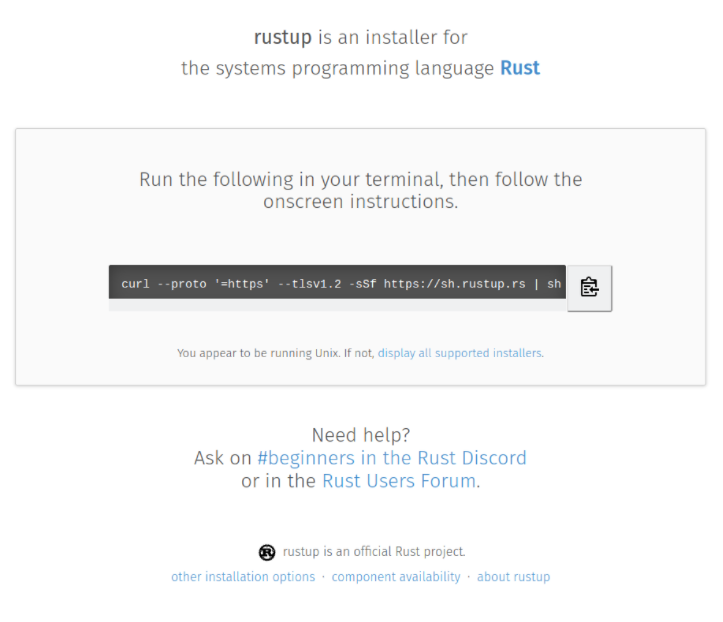 rustup is an installer for
the systems programming language Rust
Run the following in your terminal, then follow the
onscreen instructions.
curl --proto '=https' --tlsv1.2 -sSf https://sh.rustup.rs | sh
You appear to be running Unix. If not, display all supported installers.
Need help?
Ask on #beginners in the Rust Discord
or in the Rust Users Forum.
rustup is an official Rust project.
other installation options · component availability · about rustup